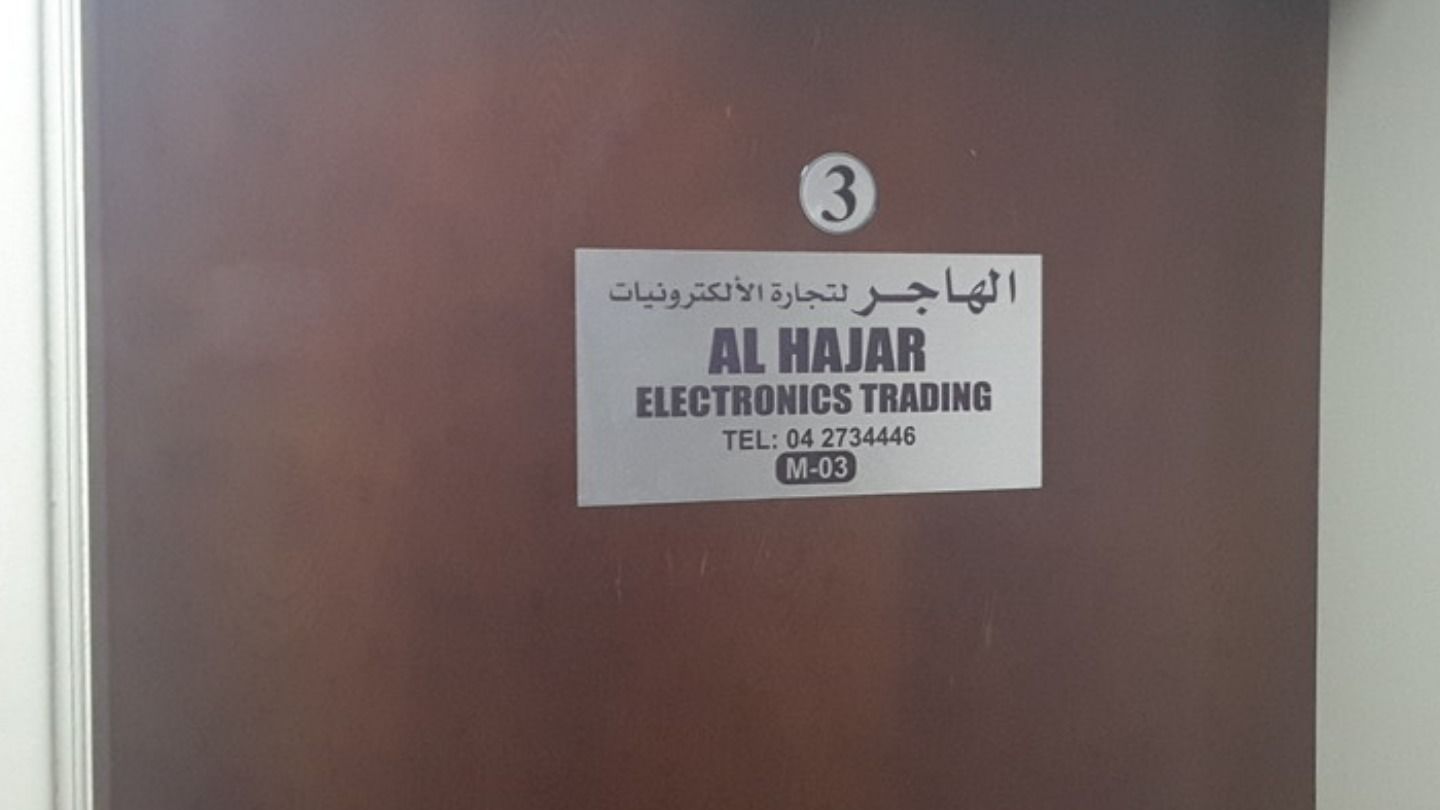 3
الهاجر لتجارة الألكترونيات
AL HAJAR
ELECTRONICS TRADING
TEL: 04 2734446
M-03